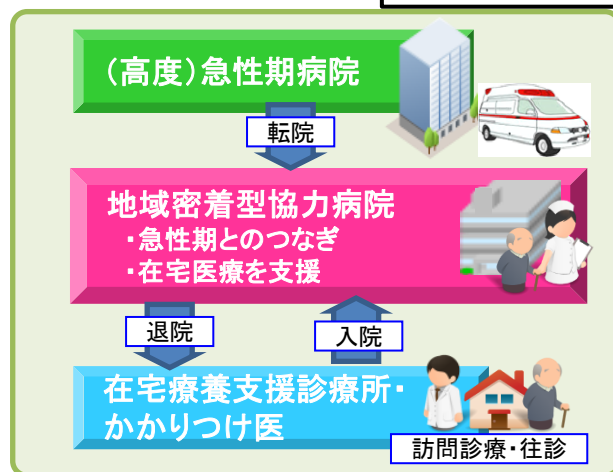 （高度）急性期病院
転院
地域密着型協力病院
・急性期とのつなぎ
・在宅医療を支援
退院
入院
在宅療養支援診療所・
かかりつけ医
訪問診療・往診